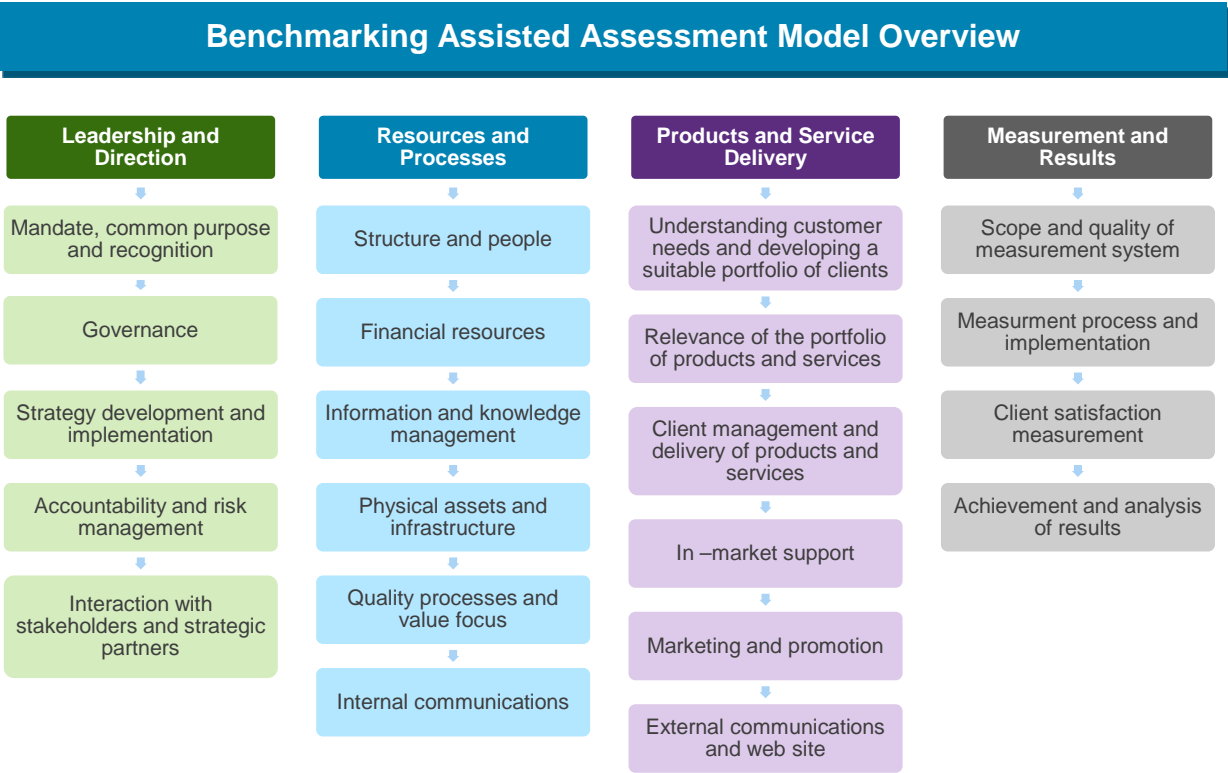 Benchmarking Assisted Assessment Model Overview
Leadership and
Direction
Mandate, common purpose
and recognition
Governance
Strategy development and
implementation
Accountability and risk
management
Interaction with
stakeholders and strategic
partners
Resources and
Processes
Structure and people
Financial resources
Information and knowledge
management
Physical assets and
infrastructure
Quality processes and
value focus
Internal communications
Products and Service
Delivery
Understanding customer
needs and developing a
suitable portfolio of clients
Relevance of the portfolio
of products and services
Client management and
delivery of products and
services
In –market support
Marketing and promotion
External communications
and web site
Measurement and
Results
Scope and quality of
measurement system
Measurment process and
implementation
Client satisfaction
measurement
Achievement and analysis
of results